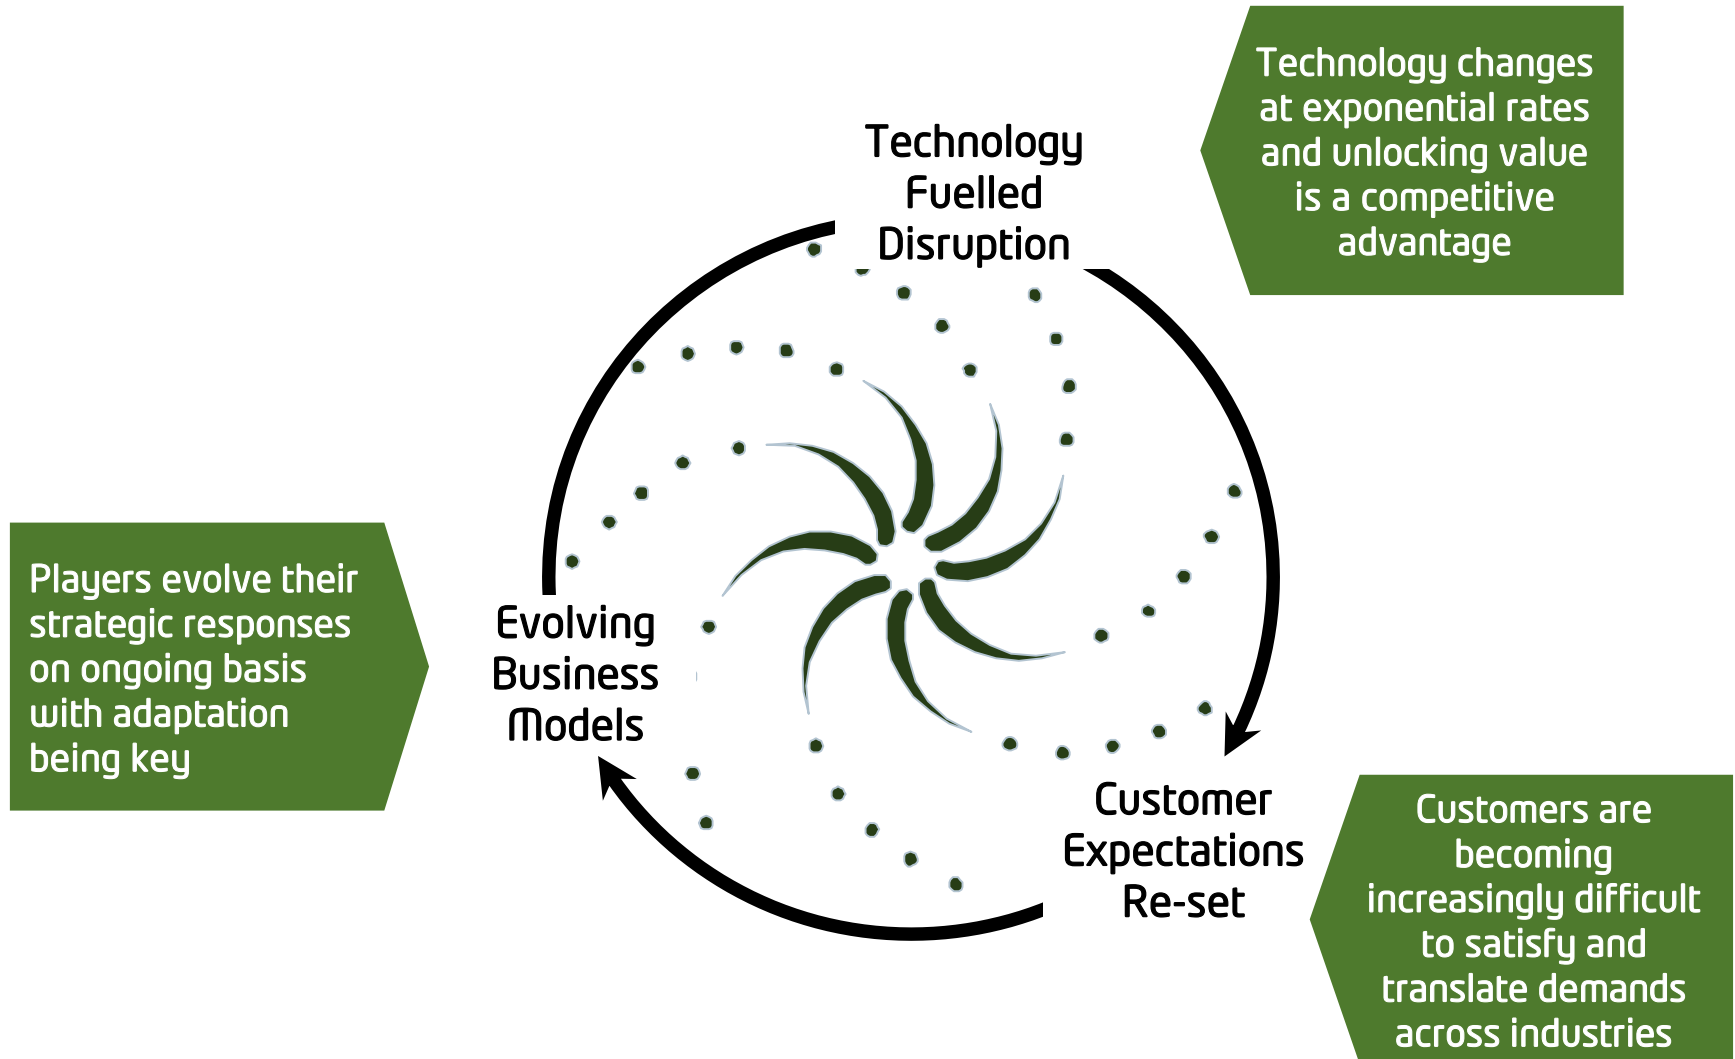 Technology changes
at exponential rates
and unlocking value
is a competitive
advantage
Technology
Fuelled
Disruption
Players evolve their
strategic responses
on ongoing basis
with adaptation
being key
Evolving
Business
Models
Customer
Expectations
Re-set
Customers are
becoming
increasingly difficult
to satisfy and
translate demands
across industries